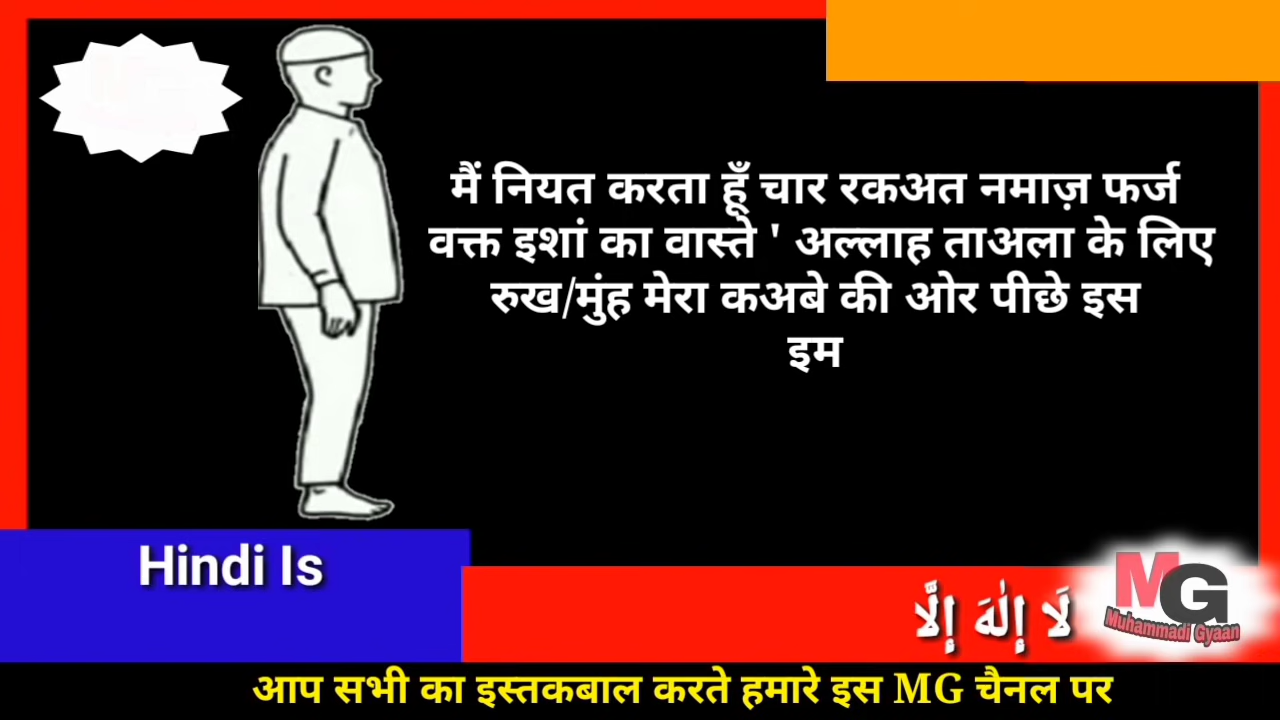 मैं नियत करता हूँ चार रकअत नमाज़ फर्ज
वक्त इशां का वास्ते ' अल्लाह ताअला के लिए
रुख/मुंह मेरा कअबे की ओर पीछे इस
इम
Hindi Is
لَا إِلٰهَ إِلَّا
MG
Muhammadi Gyaan
आप सभी का इस्तकबाल करते हमारे इस MG चैनल पर